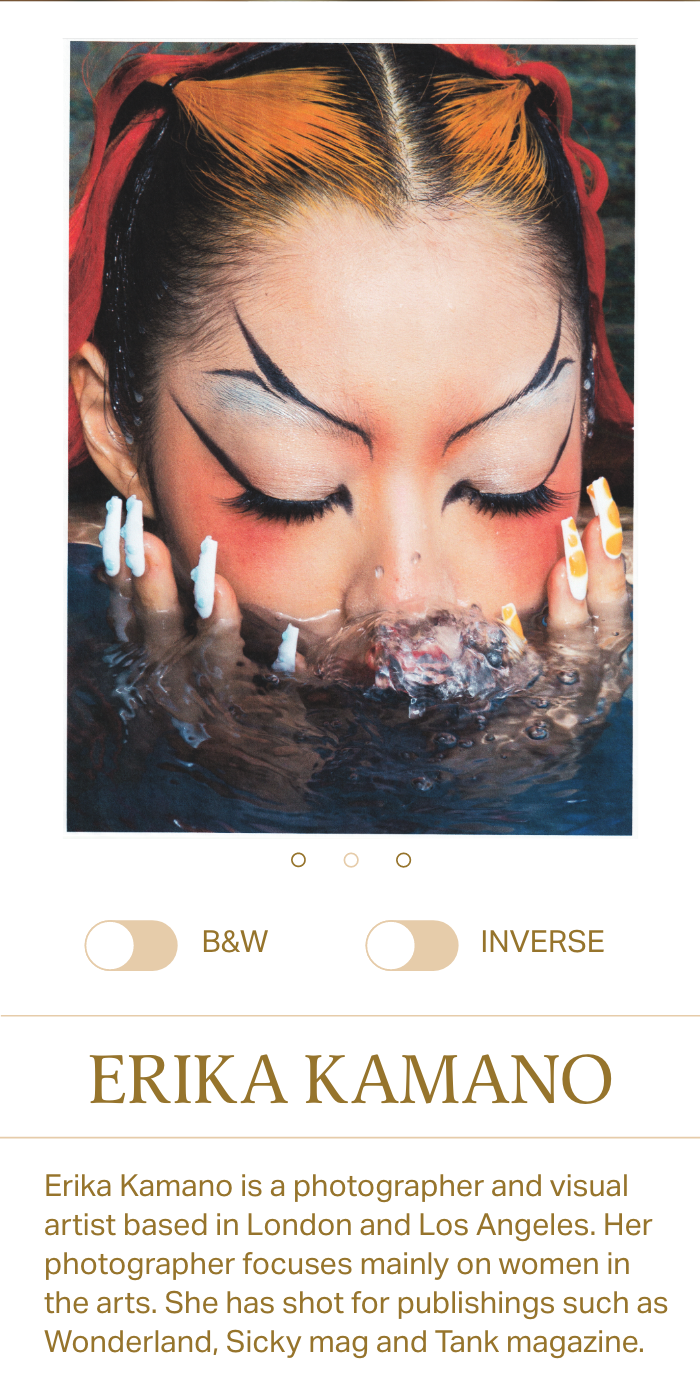 B&W
INVERSE
ERIKA KAMANO
Erika Kamano is a photographer and visual
artist based in London and Los Angeles. Her
photographer focuses mainly on women in
the arts. She has shot for publishings such as
Wonderland, Sicky mag and Tank magazine.